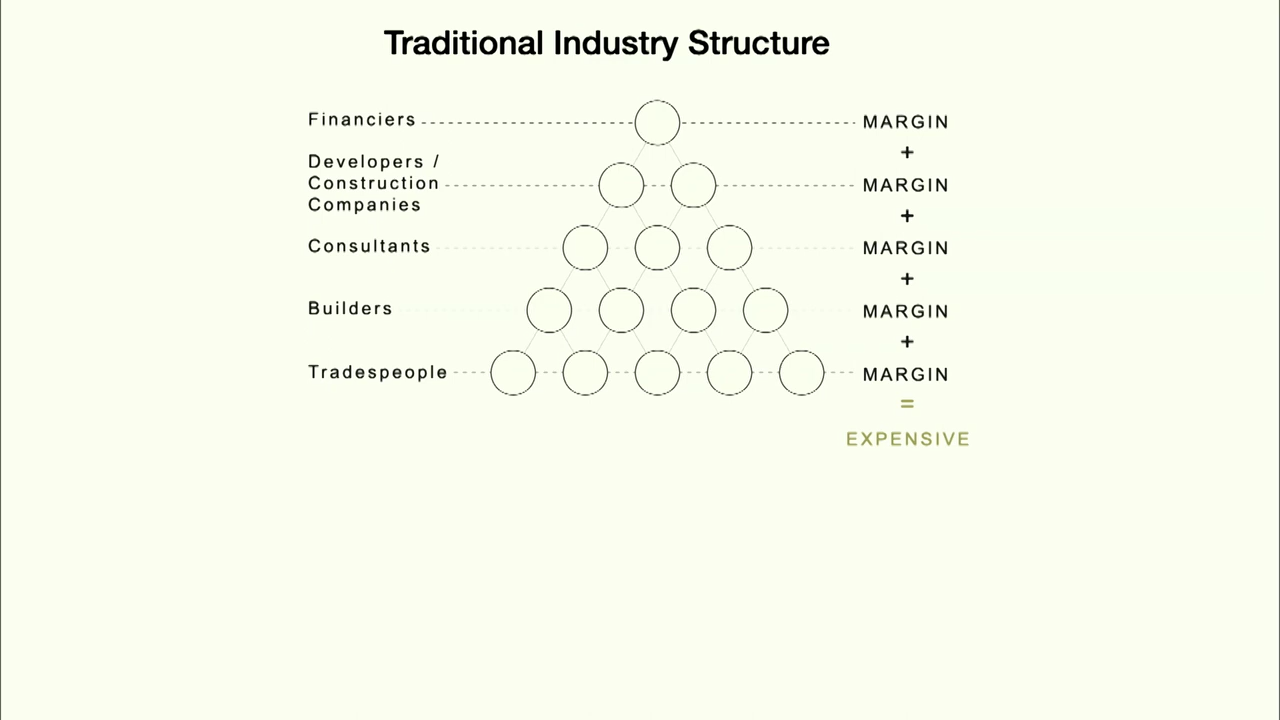 Traditional Industry Structure
Financiers
MARGIN
+
Developers /
Construction
Companies
MARGIN
+
Consultants
MARGIN
+
Builders
MARGIN
+
Tradespeople
MARGIN
=
EXPENSIVE